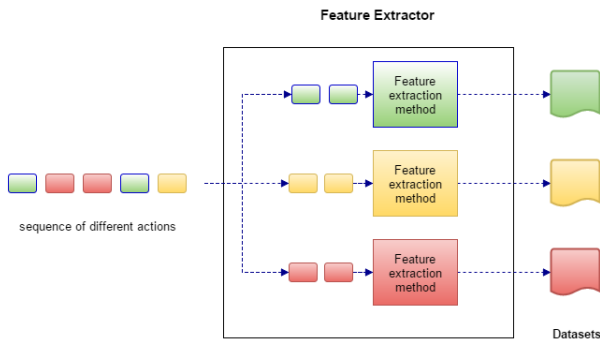 Feature Extractor
Feature
extraction
method
Feature
extraction
method
sequence of different actions
Feature
extraction
method
Datasets